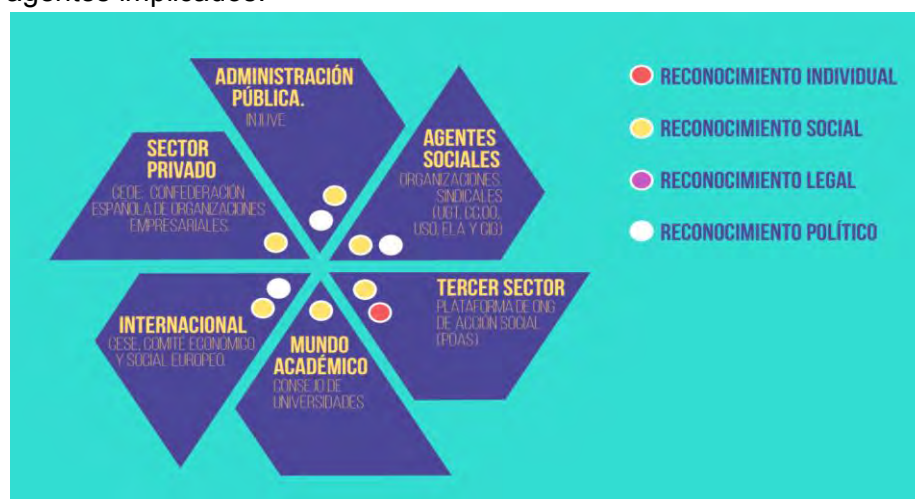 agentes implicados.
ADMINISTRACIÓN
PÚBLICA.
INJUVE
SECTOR
PRIVADO
CEOE. CONFEDERACIÓN
ESPAÑOLA DE ORGANIZACIONES
EMPRESARIALES.
AGENTES
SOCIALES
ORGANIZACIONES
SINDICALES
(UGT, CC.OO,
USO, ELA Y CIG)
INTERNACIONAL
CESE, COMITÉ ECONÓMICO
Y SOCIAL EUROPEO.
MUNDO
ACADÉMICO
CONSEJO DE
UNIVERSIDADES
TERCER SECTOR
PLATAFORMA DE ONG
DE ACCIÓN SOCIAL
(POAS)
RECONOCIMIENTO INDIVIDUAL
RECONOCIMIENTO SOCIAL
RECONOCIMIENTO LEGAL
RECONOCIMIENTO POLÍTICO